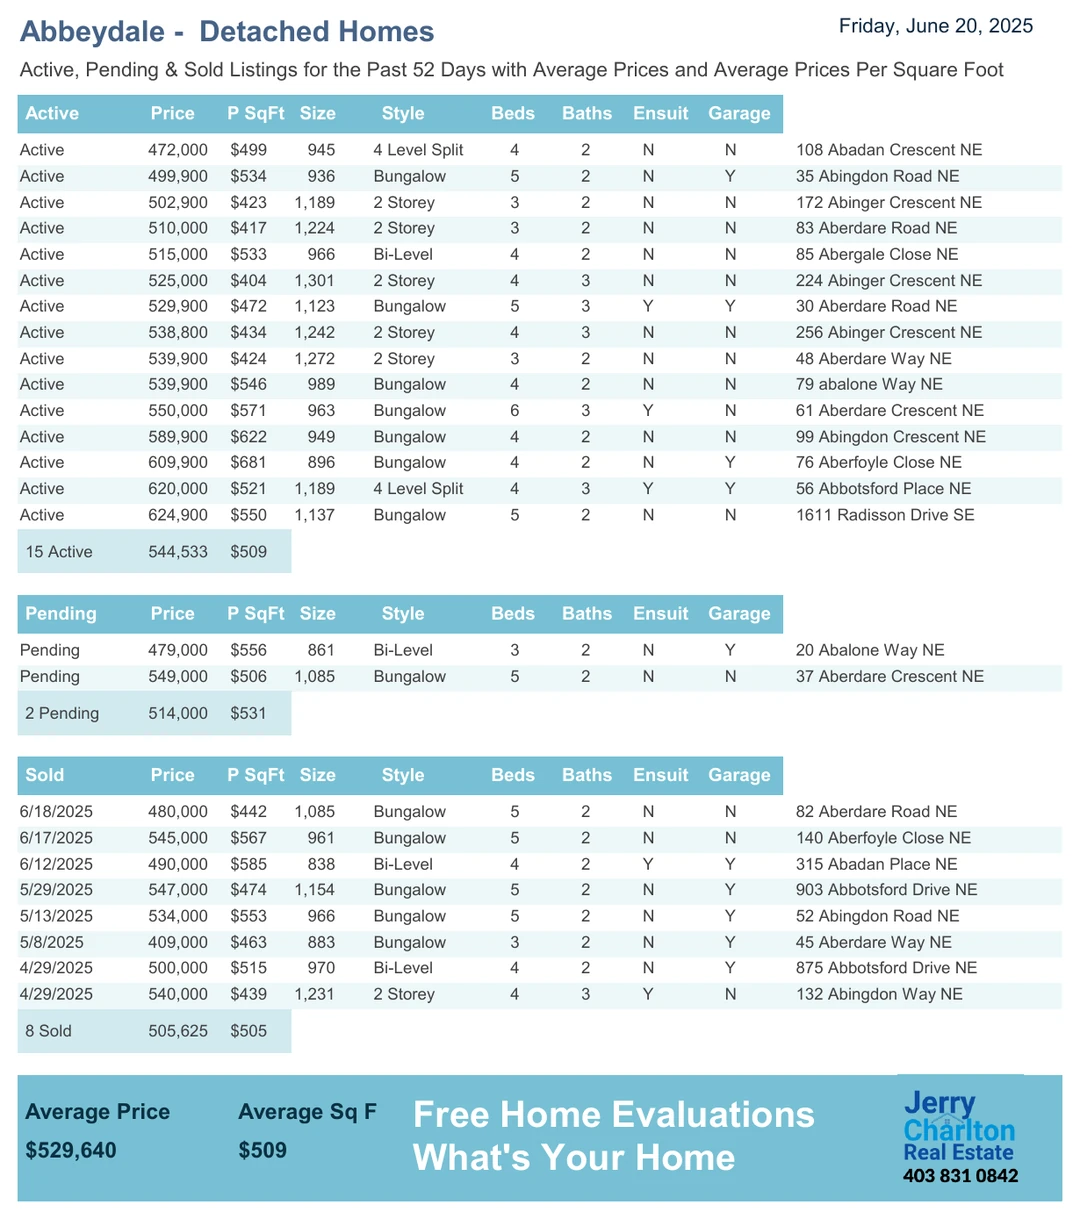 Abbeydale - Detached Homes
Friday, June 20, 2025
Active, Pending & Sold Listings for the Past 52 Days with Average Prices and Average Prices Per Square Foot
Active Price P SqFt Size Style Beds Baths Ensuit Garage
Active 472,000 $499 945 4 Level Split 4 2 N N 108 Abadan Crescent NE
Active 499,900 $534 936 Bungalow 5 2 N Y 35 Abingdon Road NE
Active 502,900 $423 1,189 2 Storey 3 2 N N 172 Abinger Crescent NE
Active 510,000 $417 1,224 2 Storey 3 2 N N 83 Aberdare Road NE
Active 515,000 $533 966 Bi-Level 4 2 N N 85 Abergale Close NE
Active 525,000 $404 1,301 2 Storey 4 3 N N 224 Abinger Crescent NE
Active 529,900 $472 1,123 Bungalow 5 3 Y Y 30 Aberdare Road NE
Active 538,800 $434 1,242 2 Storey 4 3 N N 256 Abinger Crescent NE
Active 539,900 $424 1,272 2 Storey 3 2 N N 48 Aberdare Way NE
Active 539,900 $546 989 Bungalow 4 2 N N 79 abalone Way NE
Active 550,000 $571 963 Bungalow 6 3 Y N 61 Aberdare Crescent NE
Active 589,900 $622 949 Bungalow 4 2 N N 99 Abingdon Crescent NE
Active 609,900 $681 896 Bungalow 4 2 N Y 76 Aberfoyle Close NE
Active 620,000 $521 1,189 4 Level Split 4 3 Y Y 56 Abbotsford Place NE
Active 624,900 $550 1,137 Bungalow 5 2 N N 1611 Radisson Drive SE
15 Active 544,533 $509
Pending Price P SqFt Size Style Beds Baths Ensuit Garage
Pending 479,000 $556 861 Bi-Level 3 2 N Y 20 Abalone Way NE
Pending 549,000 $506 1,085 Bungalow 5 2 N N 37 Aberdare Crescent NE
2 Pending 514,000 $531
Sold Price P SqFt Size Style Beds Baths Ensuit Garage
6/18/2025 480,000 $442 1,085 Bungalow 5 2 N N 82 Aberdare Road NE
6/17/2025 545,000 $567 961 Bungalow 5 2 N N 140 Aberfoyle Close NE
6/12/2025 490,000 $585 838 Bi-Level 4 2 Y Y 315 Abadan Place NE
5/29/2025 547,000 $474 1,154 Bungalow 5 2 N Y 903 Abbotsford Drive NE
5/13/2025 534,000 $553 966 Bungalow 5 2 N Y 52 Abingdon Road NE
5/8/2025 409,000 $463 883 Bungalow 3 2 N Y 45 Aberdare Way NE
4/29/2025 500,000 $515 970 Bi-Level 4 2 N Y 875 Abbotsford Drive NE
4/29/2025 540,000 $439 1,231 2 Storey 4 3 Y N 132 Abingdon Way NE
8 Sold 505,625 $505
Average Price Average Sq F
$529,640 $509
Free Home Evaluations
What's Your Home
Jerry
Charlton
Real Estate
403 831 0842